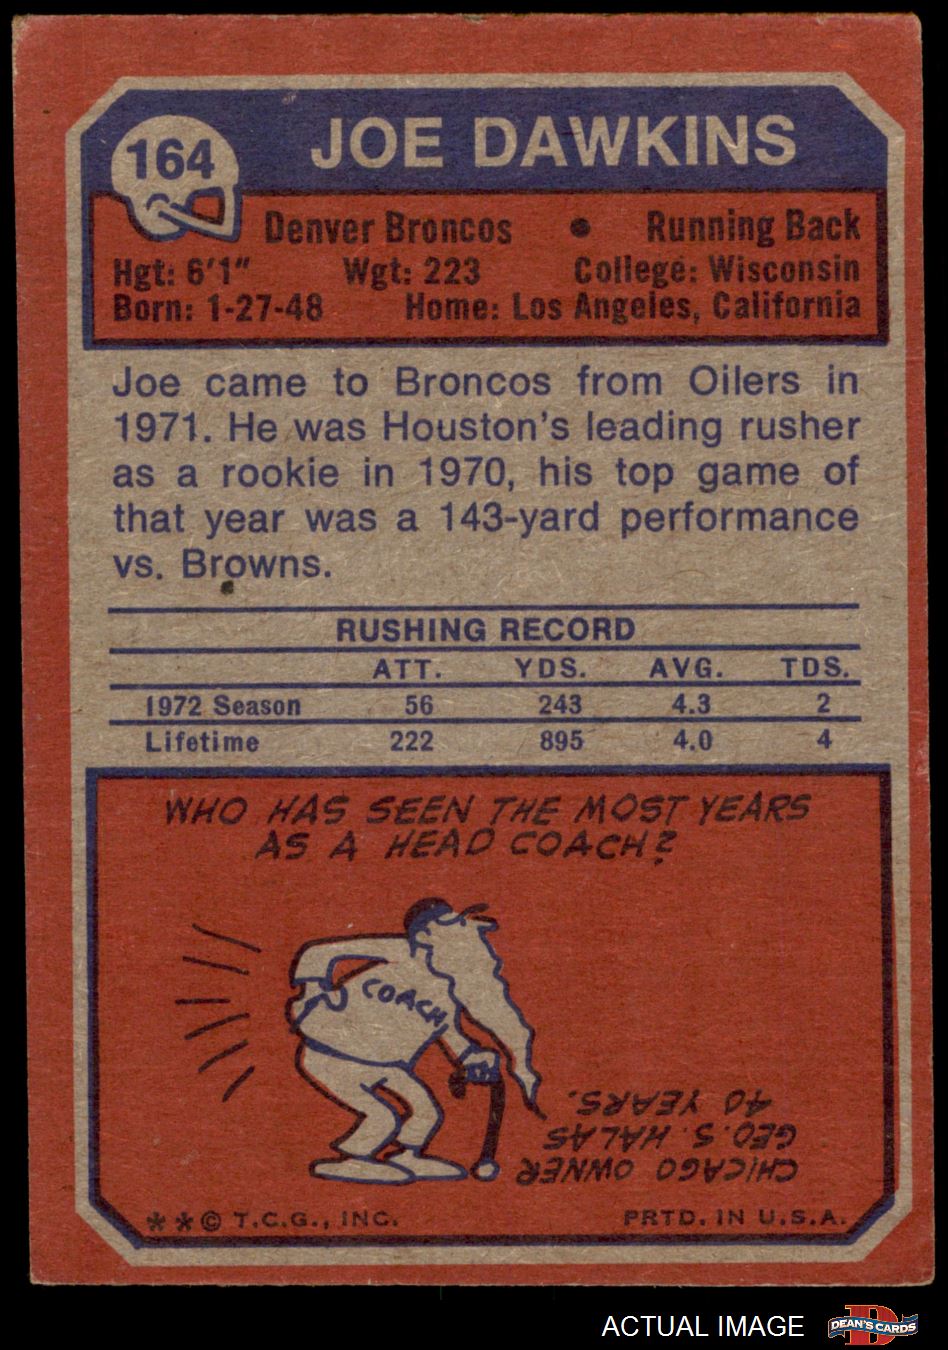 164
JOE DAWKINS
Denver Broncos • Running Back
Hgt: 6'1" Wgt: 223 College: Wisconsin
Born: 1-27-48 Home: Los Angeles, California
Joe came to Broncos from Oilers in
1971. He was Houston's leading rusher
as a rookie in 1970, his top game of
that year was a 143-yard performance
vs. Browns.
RUSHING RECORD
ATT. YDS. AVG. TDS.
1972 Season 56 243 4.3 2
Lifetime 222 895 4.0 4
WHO HAS SEEN THE MOST YEARS
AS A HEAD COACH?
COACH
CHICAGO OWNER
GEO. S. HALAS
40 YEARS.
**© T.C.G., INC. PRTD. IN U.S.A.
ACTUAL IMAGE
D
DEAN'S CARDS